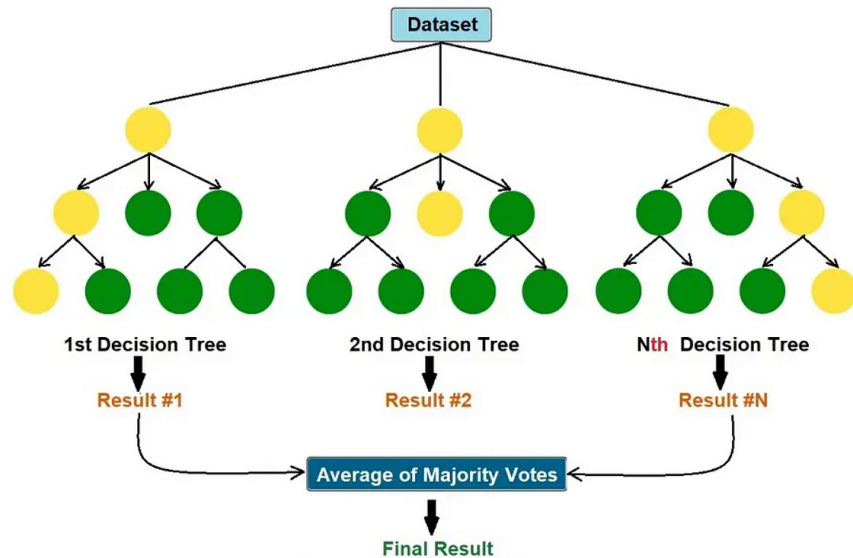 Dataset
1st Decision Tree
2nd Decision Tree
Nth Decision Tree
Result #1
Result #2
Result #N
Average of Majority Votes
Final Result